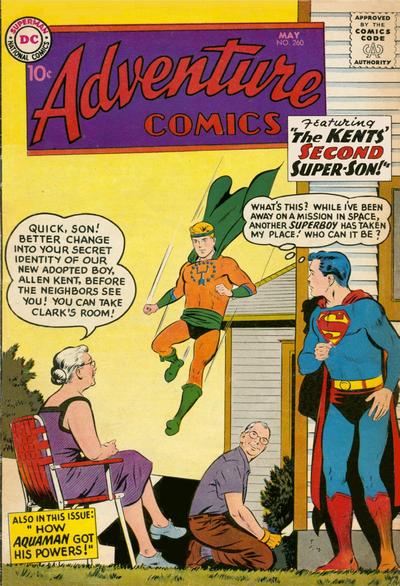 SUPERMAN
DC
NATIONAL COMICS
10¢
Adventure
COMICS
MAY
NO. 260
APPROVED
BY THE
COMICS
CODE
CA
AUTHORITY
Featuring
"The KENTS'
SECOND
SUPER-SON!"
WHAT'S THIS? WHILE I'VE BEEN
AWAY ON A MISSION IN SPACE,
ANOTHER SUPERBOY HAS TAKEN
MY PLACE! WHO CAN IT BE?
QUICK, SON!
BETTER CHANGE
INTO YOUR SECRET
IDENTITY OF OUR
NEW ADOPTED BOY,
ALLEN KENT, BEFORE
THE NEIGHBORS SEE
YOU! YOU CAN TAKE
CLARK'S ROOM!
S
ALSO IN THIS ISSUE:
"HOW
AQUAMAN GOT
HIS POWERS!"